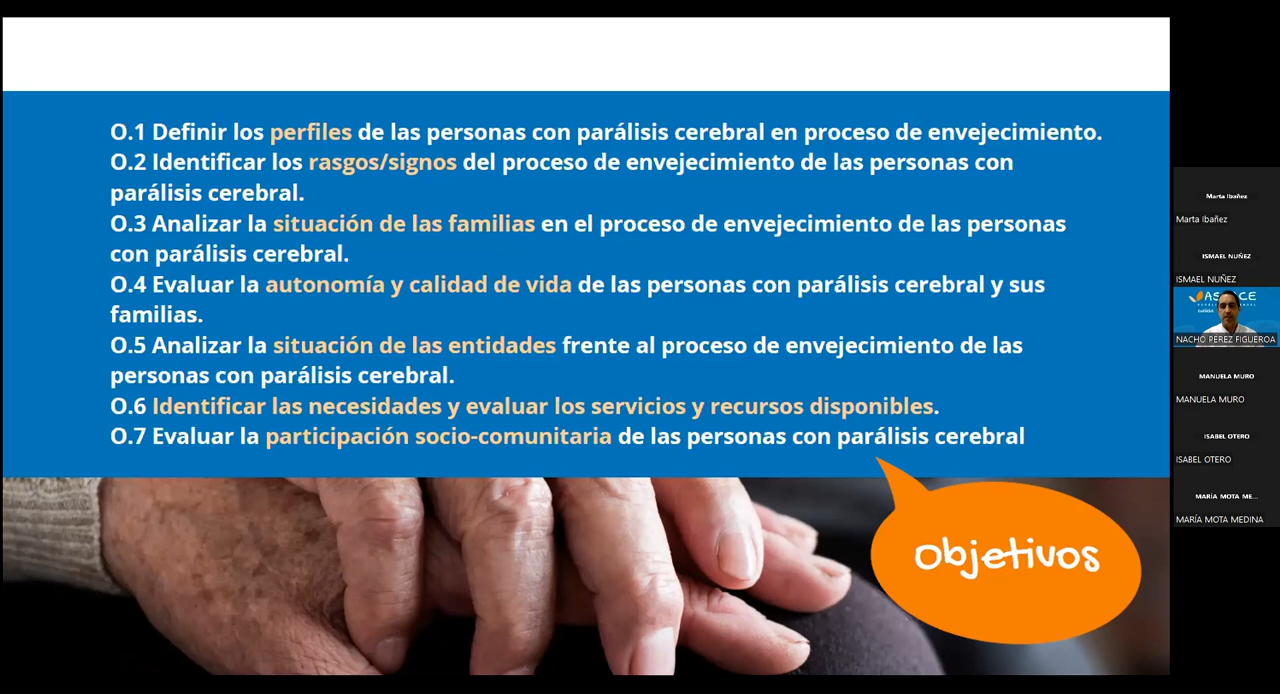 O.1 Definir los perfiles de las personas con parálisis cerebral en proceso de envejecimiento.
O.2 Identificar los rasgos/signos del proceso de envejecimiento de las personas con
parálisis cerebral.
O.3 Analizar la situación de las familias en el proceso de envejecimiento de las personas
con parálisis cerebral.
O.4 Evaluar la autonomía y calidad de vida de las personas con parálisis cerebral y sus
familias.
O.5 Analizar la situación de las entidades frente al proceso de envejecimiento de las
personas con parálisis cerebral.
O.6 Identificar las necesidades y evaluar los servicios y recursos disponibles.
O.7 Evaluar la participación socio-comunitaria de las personas con parálisis cerebral
Objetivos
Marta Ibañez
Marta Ibañez
ISMAEL NUÑEZ
ISMAEL NUÑEZ
NACHO PEREZ FIGUEROA
MANUELA MURO
MANUELA MURO
ISABEL OTERO
ISABEL OTERO
MARÍA MOTA ME...
MARÍA MOTA MEDINA